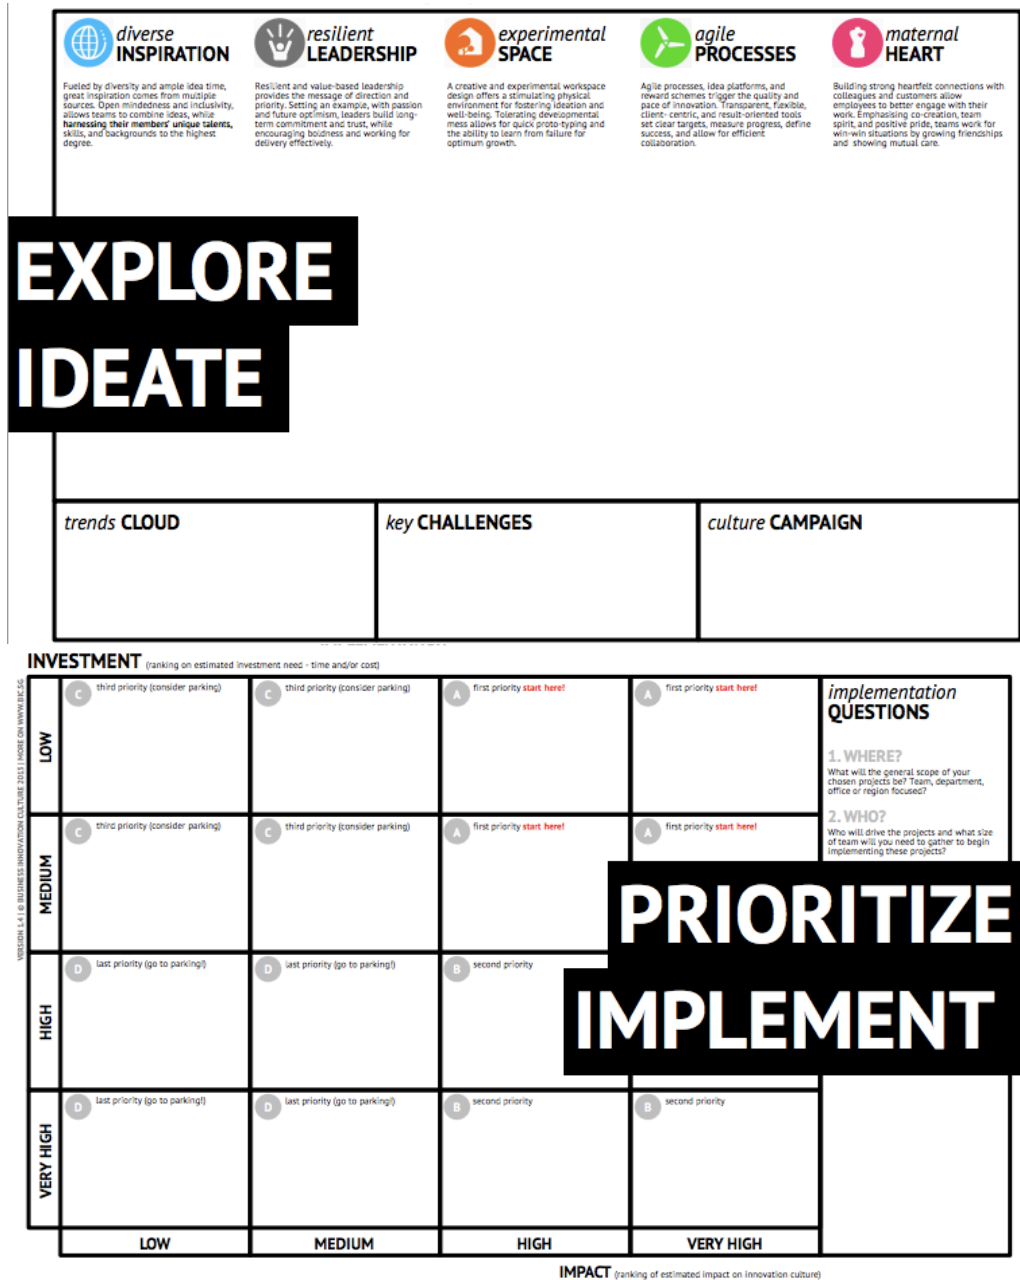 diverse
INSPIRATION
Fueled by diversity and ample idea time,
great inspiration comes from multiple
sources. Open mindedness and inclusivity,
allows teams to combine ideas, while
harnessing their members' unique talents,
skills, and backgrounds to the highest
degree.
resilient
LEADERSHIP
Resilient and value-based leadership
provides the message of direction and
priority. Setting an example, with passion
and future optimism, leaders build long-
term commitment and trust, while
encouraging boldness and working for
delivery effectively.
experimental
SPACE
A creative and experimental workspace
design offers a stimulating physical
environment for fostering ideation and
well-being. Tolerating developmental
mess allows for quick proto-typing and
the ability to learn from failure for
optimum growth.
agile
PROCESSES
Agile processes, idea platforms, and
reward schemes trigger the quality and
pace of innovation. Transparent, flexible,
client- centric, and result-oriented tools
set clear targets, measure progress, define
success, and allow for efficient
collaboration.
maternal
HEART
Building strong heartfelt connections with
colleagues and customers allow
employees to better engage with their
work. Emphasising co-creation, team
spirit, and positive pride, teams work for
win-win situations by growing friendships
and showing mutual care.
EXPLORE
IDEATE
trends CLOUD
key CHALLENGES
culture CAMPAIGN
INVESTMENT (ranking on estimated investment need - time and/or cost)
VERSION 1.4 | © BUSINESS INNOVATION CULTURE 2013 | MORE ON WWW.BIC.SG
LOW
C third priority (consider parking)
C third priority (consider parking)
A first priority start here!
A first priority start here!
MEDIUM
C third priority (consider parking)
C third priority (consider parking)
A first priority start here!
A first priority start here!
HIGH
D last priority (go to parking!)
D last priority (go to parking!)
B second priority
VERY HIGH
D last priority (go to parking!)
D last priority (go to parking!)
B second priority
B second priority
implementation
QUESTIONS
1. WHERE?
What will the general scope of your
chosen projects be? Team, department,
office or region focused?
2. WHO?
Who will drive the projects and what size
of team will you need to gather to begin
implementing these projects?
PRIORITIZE
IMPLEMENT
LOW
MEDIUM
HIGH
VERY HIGH
IMPACT (ranking of estimated impact on innovation culture)